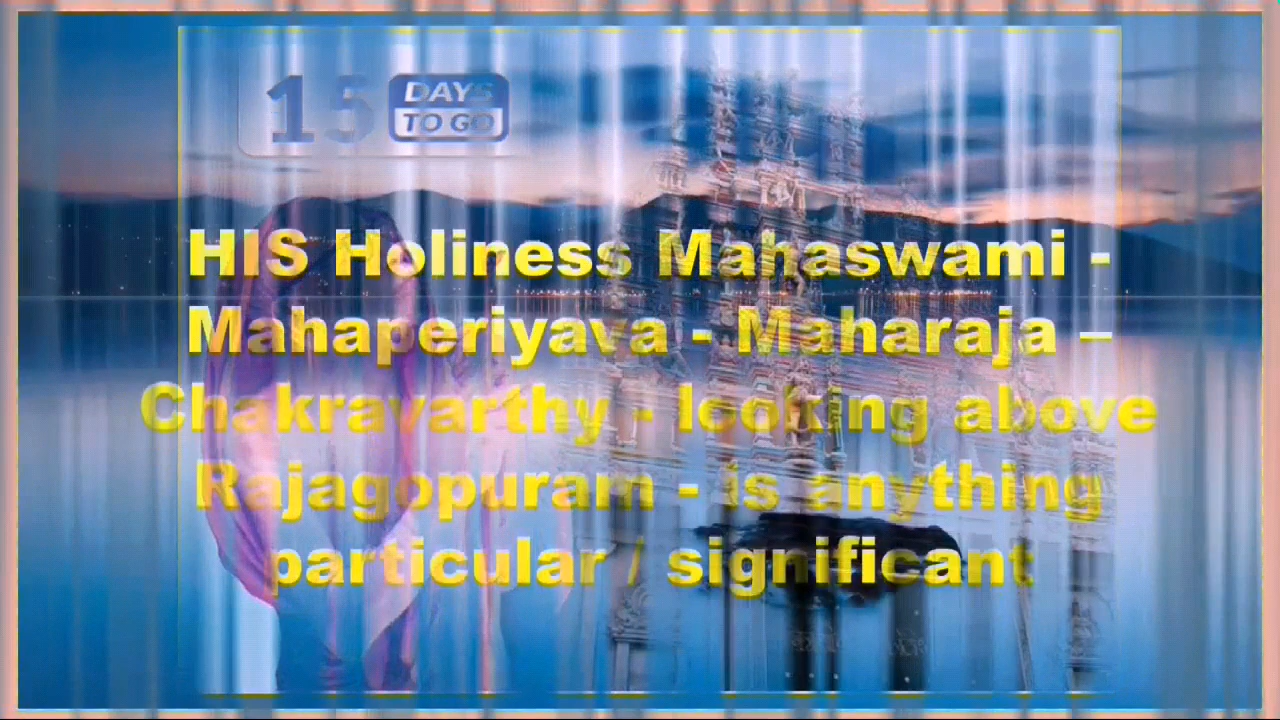 15 DAYS
TO GO
HIS Holiness Mahaswami -
Mahaperiyava - Maharaja –
Chakravarthy - looking above
Rajagopuram - is anything
particular / significant